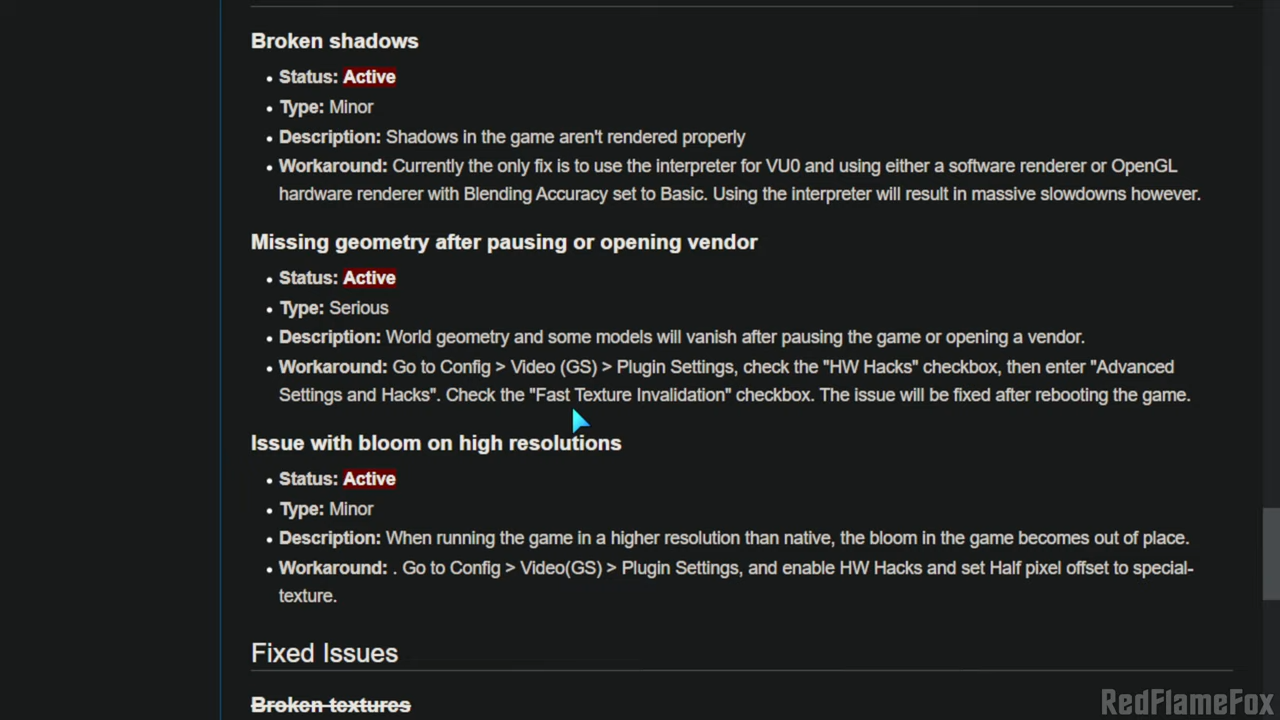 Broken shadows
Status: Active
Type: Minor
Description: Shadows in the game aren't rendered properly
Workaround: Currently the only fix is to use the interpreter for VU0 and using either a software renderer or OpenGL
hardware renderer with Blending Accuracy set to Basic. Using the interpreter will result in massive slowdowns however.
Missing geometry after pausing or opening vendor
Status: Active
Type: Serious
Description: World geometry and some models will vanish after pausing the game or opening a vendor.
Workaround: Go to Config > Video (GS) > Plugin Settings, check the "HW Hacks" checkbox, then enter "Advanced
Settings and Hacks". Check the "Fast Texture Invalidation" checkbox. The issue will be fixed after rebooting the game.
Issue with bloom on high resolutions
Status: Active
Type: Minor
Description: When running the game in a higher resolution than native, the bloom in the game becomes out of place.
Workaround: . Go to Config > Video(GS) > Plugin Settings, and enable HW Hacks and set Half pixel offset to special-
texture.
Fixed Issues
Broken textures
RedFlameFox